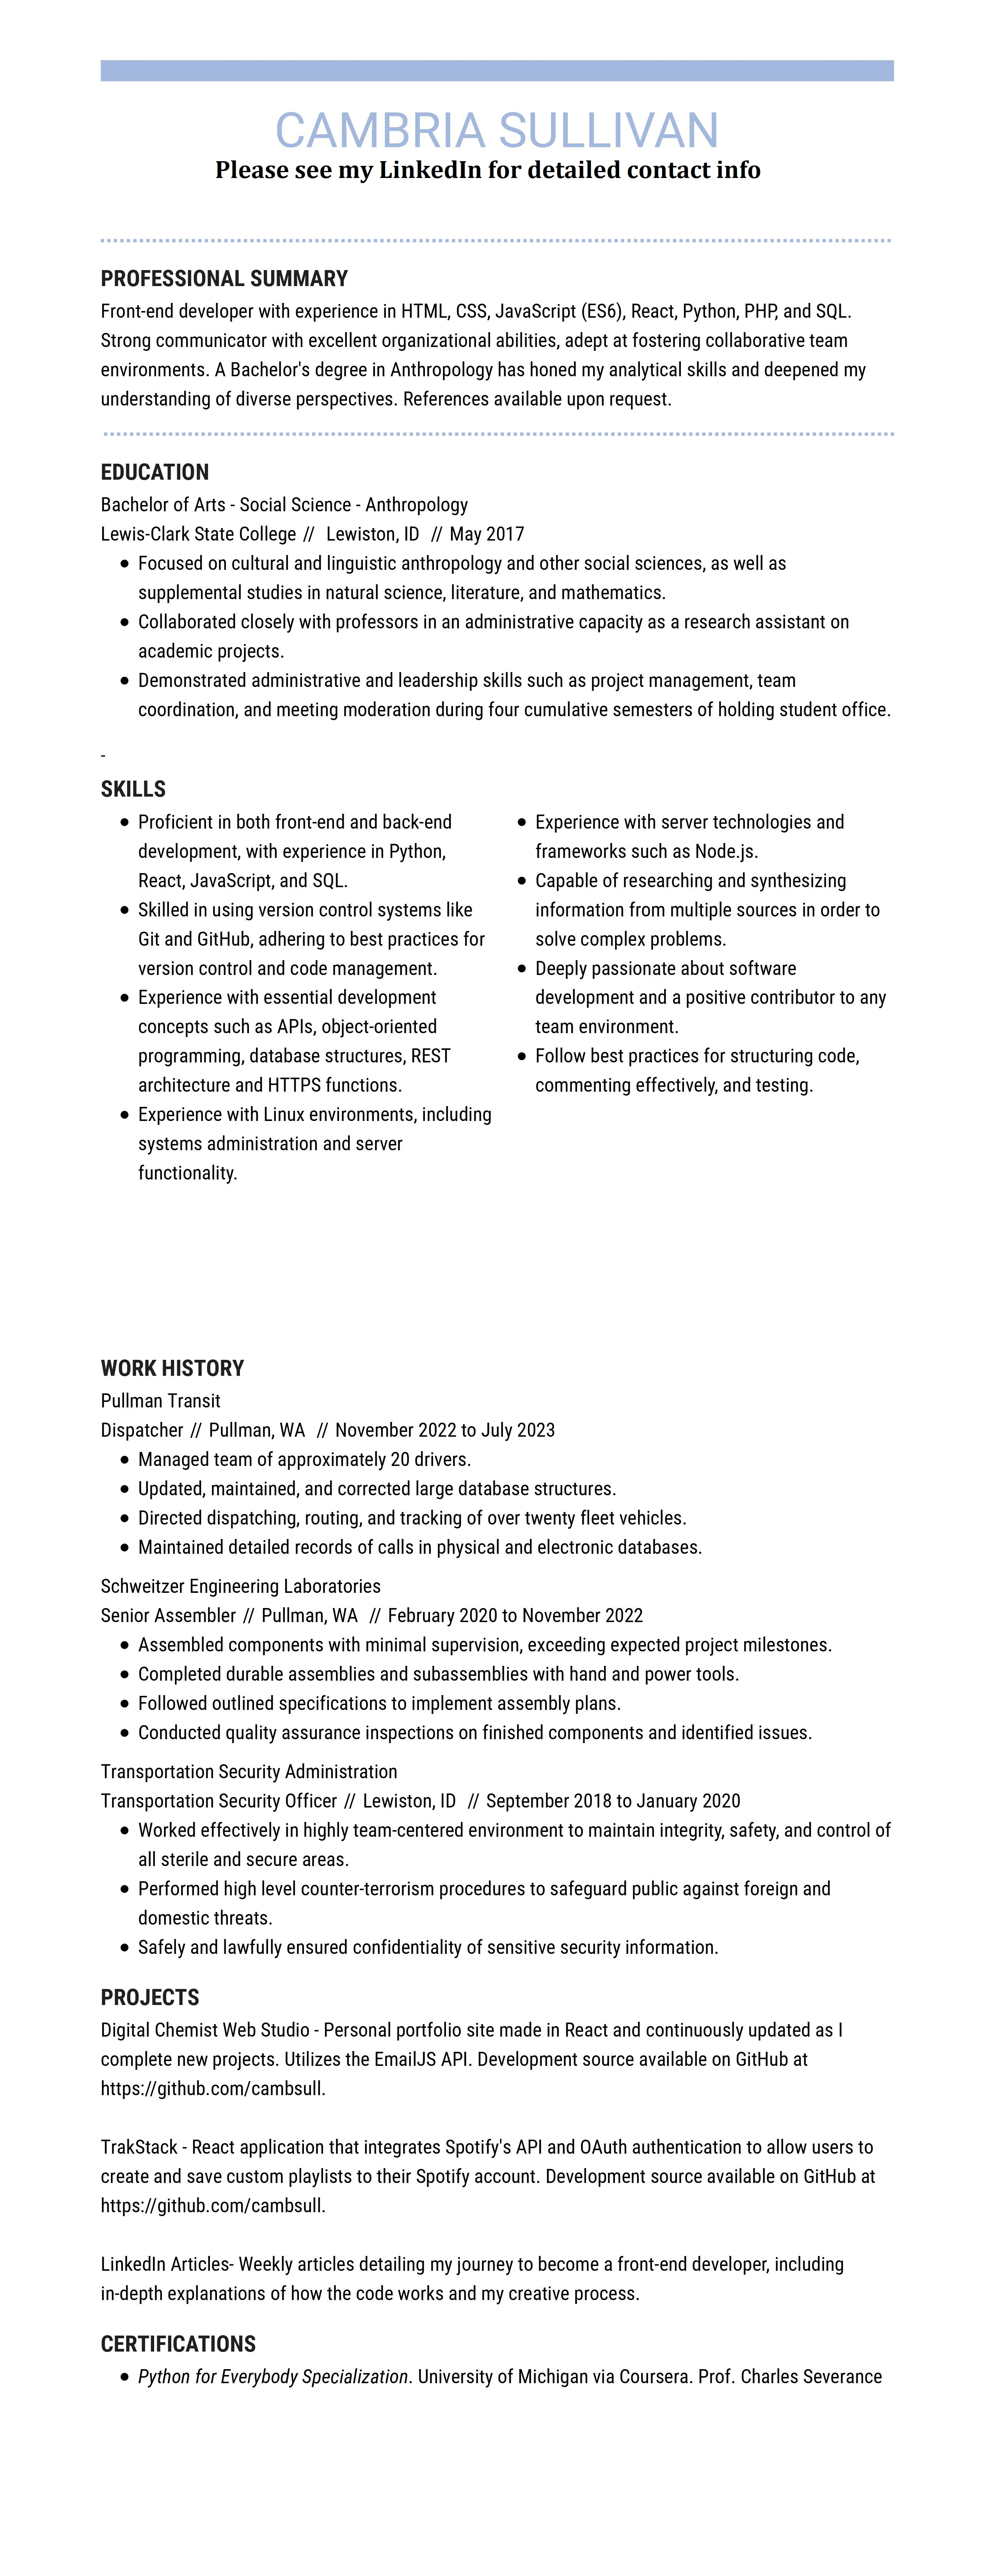 CAMBRIA SULLIVAN
Please see my LinkedIn for detailed contact info
PROFESSIONAL SUMMARY
Front-end developer with experience in HTML, CSS, JavaScript (ES6), React, Python, PHP, and SQL.
Strong communicator with excellent organizational abilities, adept at fostering collaborative team
environments. A Bachelor's degree in Anthropology has honed my analytical skills and deepened my
understanding of diverse perspectives. References available upon request.
EDUCATION
Bachelor of Arts - Social Science - Anthropology
Lewis-Clark State College // Lewiston, ID // May 2017
● Focused on cultural and linguistic anthropology and other social sciences, as well as
supplemental studies in natural science, literature, and mathematics.
● Collaborated closely with professors in an administrative capacity as a research assistant on
academic projects.
● Demonstrated administrative and leadership skills such as project management, team
coordination, and meeting moderation during four cumulative semesters of holding student office.
-
SKILLS
● Proficient in both front-end and back-end
development, with experience in Python,
React, JavaScript, and SQL.
● Skilled in using version control systems like
Git and GitHub, adhering to best practices for
version control and code management.
● Experience with essential development
concepts such as APIs, object-oriented
programming, database structures, REST
architecture and HTTPS functions.
● Experience with Linux environments, including
systems administration and server
functionality.
● Experience with server technologies and
frameworks such as Node.js.
● Capable of researching and synthesizing
information from multiple sources in order to
solve complex problems.
● Deeply passionate about software
development and a positive contributor to any
team environment.
● Follow best practices for structuring code,
commenting effectively, and testing.
WORK HISTORY
Pullman Transit
Dispatcher // Pullman, WA // November 2022 to July 2023
● Managed team of approximately 20 drivers.
● Updated, maintained, and corrected large database structures.
● Directed dispatching, routing, and tracking of over twenty fleet vehicles.
● Maintained detailed records of calls in physical and electronic databases.
Schweitzer Engineering Laboratories
Senior Assembler // Pullman, WA // February 2020 to November 2022
● Assembled components with minimal supervision, exceeding expected project milestones.
● Completed durable assemblies and subassemblies with hand and power tools.
● Followed outlined specifications to implement assembly plans.
● Conducted quality assurance inspections on finished components and identified issues.
Transportation Security Administration
Transportation Security Officer // Lewiston, ID // September 2018 to January 2020
● Worked effectively in highly team-centered environment to maintain integrity, safety, and control of
all sterile and secure areas.
● Performed high level counter-terrorism procedures to safeguard public against foreign and
domestic threats.
● Safely and lawfully ensured confidentiality of sensitive security information.
PROJECTS
Digital Chemist Web Studio - Personal portfolio site made in React and continuously updated as I
complete new projects. Utilizes the EmailJS API. Development source available on GitHub at
https://github.com/cambsull.
TrakStack - React application that integrates Spotify's API and OAuth authentication to allow users to
create and save custom playlists to their Spotify account. Development source available on GitHub at
https://github.com/cambsull.
LinkedIn Articles- Weekly articles detailing my journey to become a front-end developer, including
in-depth explanations of how the code works and my creative process.
CERTIFICATIONS
● Python for Everybody Specialization. University of Michigan via Coursera. Prof. Charles Severance